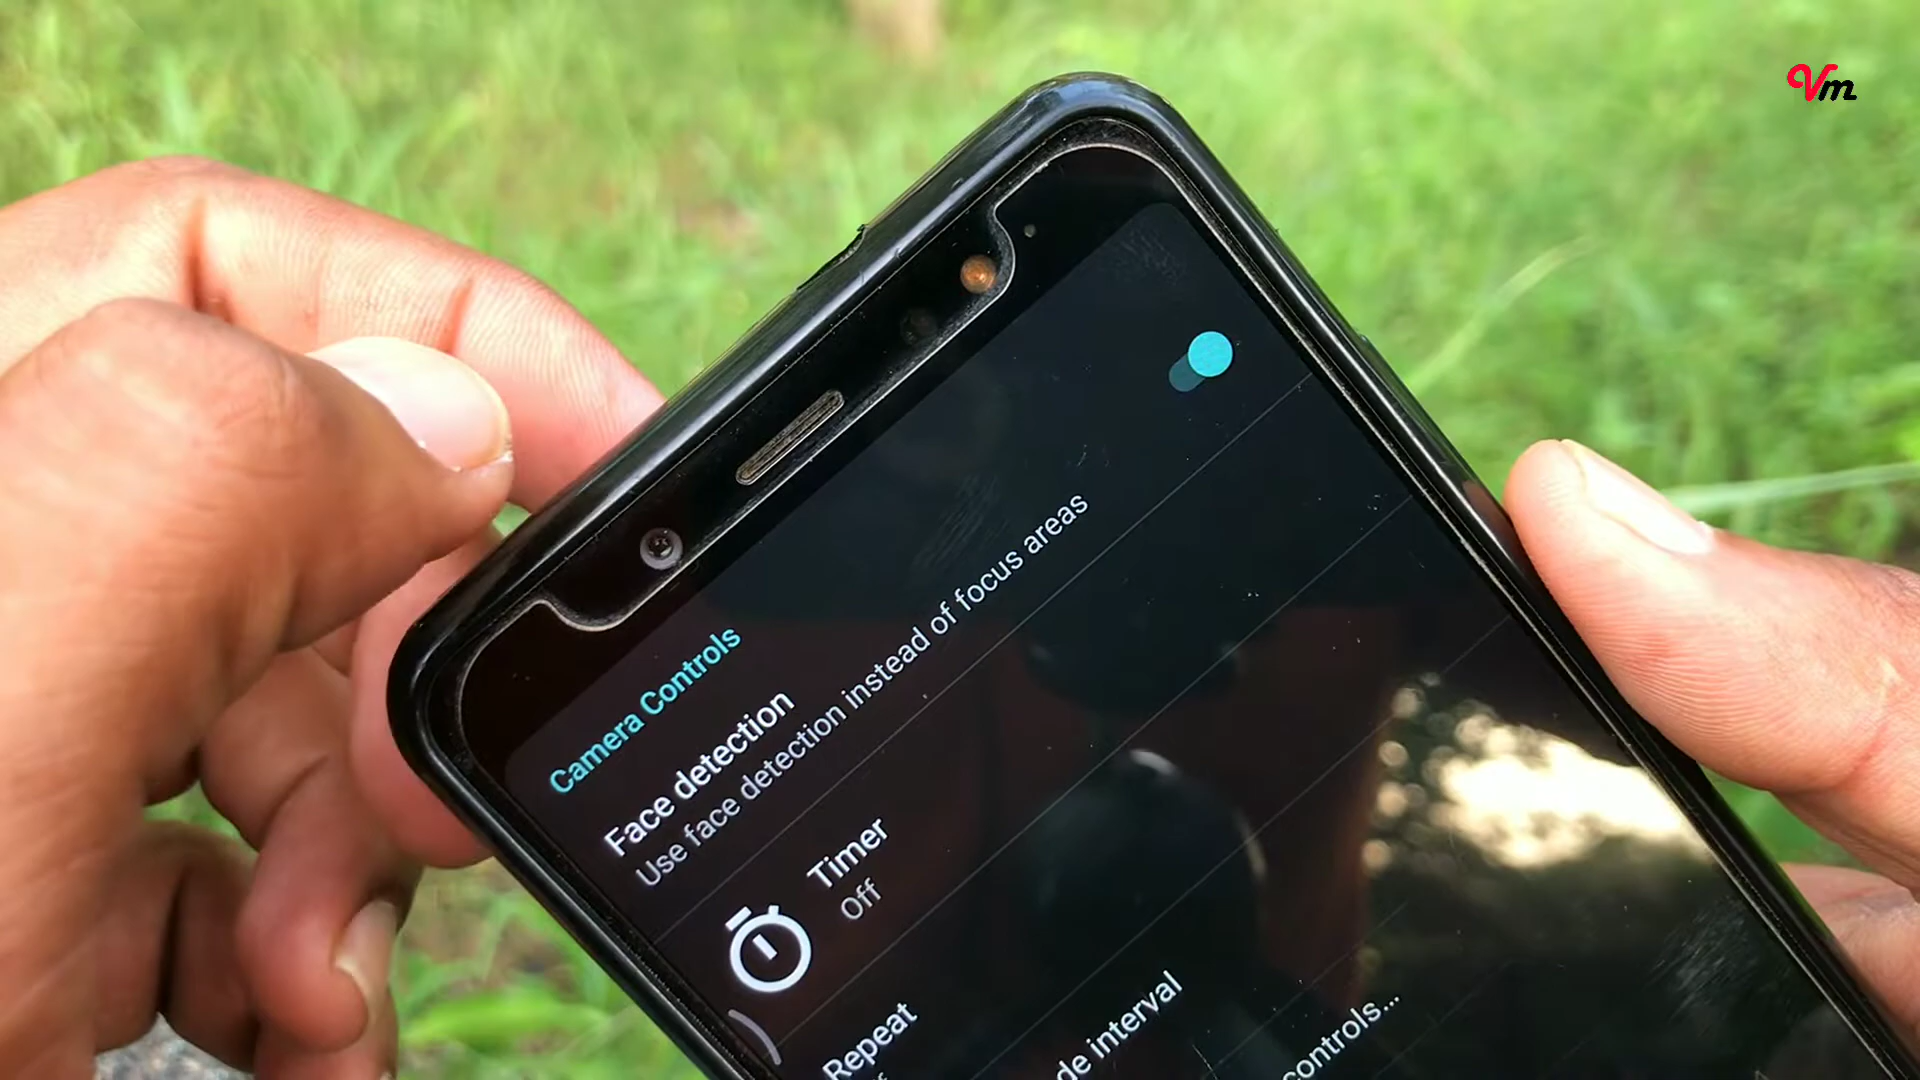 Vm
Camera Controls
Face detection
Use face detection instead of focus areas
Timer
Off
Repeat
de interval
controls...